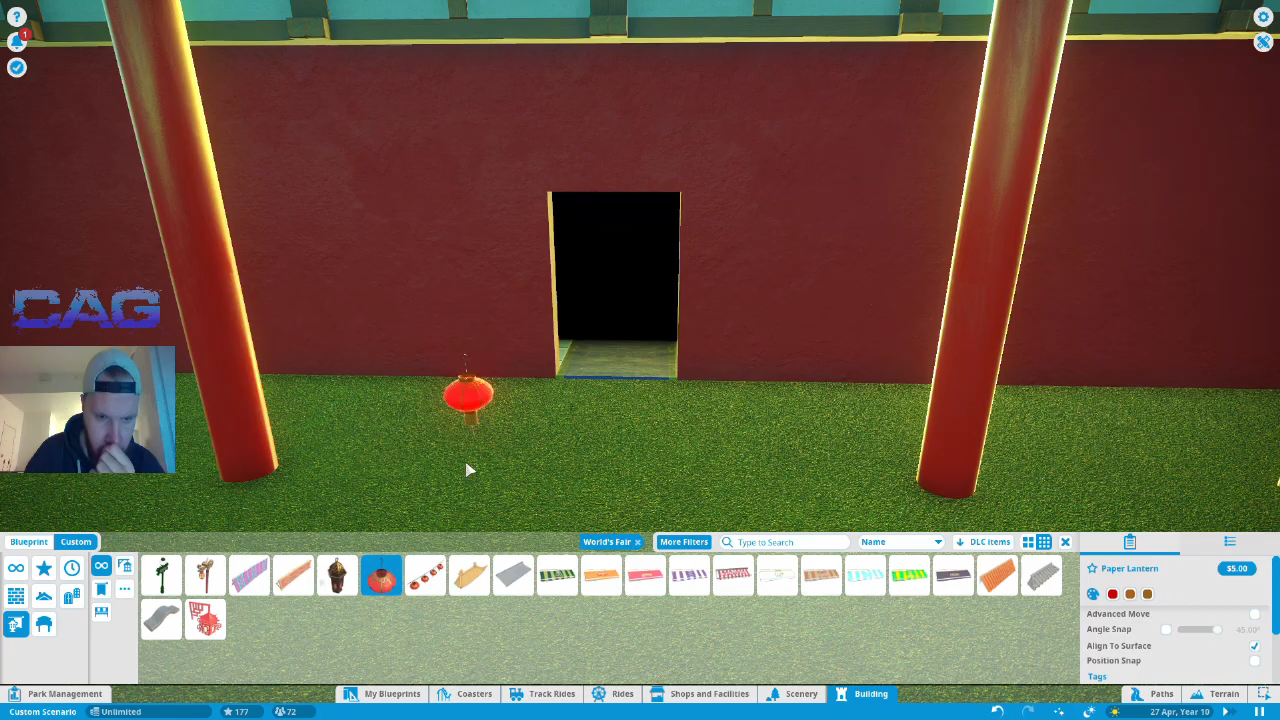 ?
1
CAG
Blueprint Custom
World's Fair × More Filters Type to Search Name DLC items
Paper Lantern $5.00
Advanced Move
Angle Snap 45.00°
Align To Surface
Position Snap
Tags
Park Management My Blueprints Coasters Track Rides Rides Shops and Facilities Scenery Building Paths Terrain
Custom Scenario Unlimited 177 72 27 Apr, Year 10